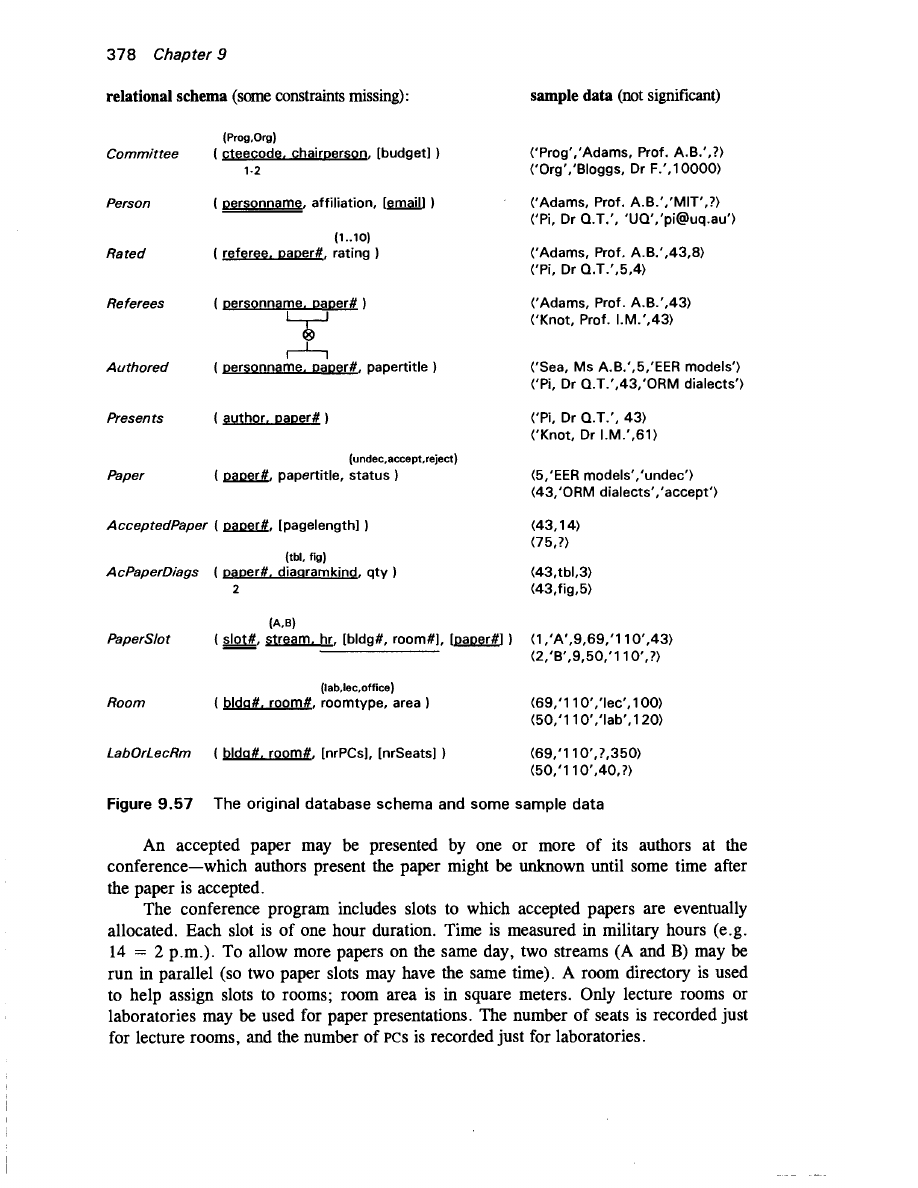 378 Chapter 9
relational schema (some constraints missing): sample data (not significant)
{Prog,Org}
Committee ( cteecode, chairperson, [budget] ) ('Prog','Adams, Prof. A.B.',?)
1-2 ('Org','Bloggs, Dr F.',10000)
Person ( personname, affiliation, [email] ) ('Adams, Prof. A.B.','MIT',?)
('Pi, Dr Q.T.', 'UQ','pi@uq.au')
{1..10}
Rated ( referee, paper#, rating ) ('Adams, Prof. A.B.',43,8)
('Pi, Dr Q.T.',5,4)
Referees ( personname, paper# ) ('Adams, Prof. A.B.',43)
('Knot, Prof. I.M.',43)
Authored ( personname, paper#, papertitle ) ('Sea, Ms A.B.',5,'EER models')
('Pi, Dr Q.T.',43,'ORM dialects')
Presents ( author, paper# ) ('Pi, Dr Q.T.', 43)
('Knot, Dr I.M.',61)
{undec,accept,reject}
Paper ( paper#, papertitle, status ) (5,'EER models','undec')
(43,'ORM dialects','accept')
AcceptedPaper ( paper#, [pagelength] ) (43,14)
(75,?)
{tbl, fig}
AcPaperDiags ( paper#, diagramkind, qty ) (43,tbl,3)
2 (43,fig,5)
{A,B}
PaperSlot ( slot#, stream, hr, [bldg#, room#], [paper#] ) (1,'A',9,69,'110',43)
(2,'B',9,50,'110',?)
{lab,lec,office}
Room ( bldg#, room#, roomtype, area ) (69,'110','lec',100)
(50,'110','lab',120)
LabOrLecRm ( bldg#, room#, [nrPCs], [nrSeats] ) (69,'110',?,350)
(50,'110',40,?)
Figure 9.57 The original database schema and some sample data
An accepted paper may be presented by one or more of its authors at the
conference—which authors present the paper might be unknown until some time after
the paper is accepted.
The conference program includes slots to which accepted papers are eventually
allocated. Each slot is of one hour duration. Time is measured in military hours (e.g.
14 = 2 p.m.). To allow more papers on the same day, two streams (A and B) may be
run in parallel (so two paper slots may have the same time). A room directory is used
to help assign slots to rooms; room area is in square meters. Only lecture rooms or
laboratories may be used for paper presentations. The number of seats is recorded just
for lecture rooms, and the number of PCs is recorded just for laboratories.